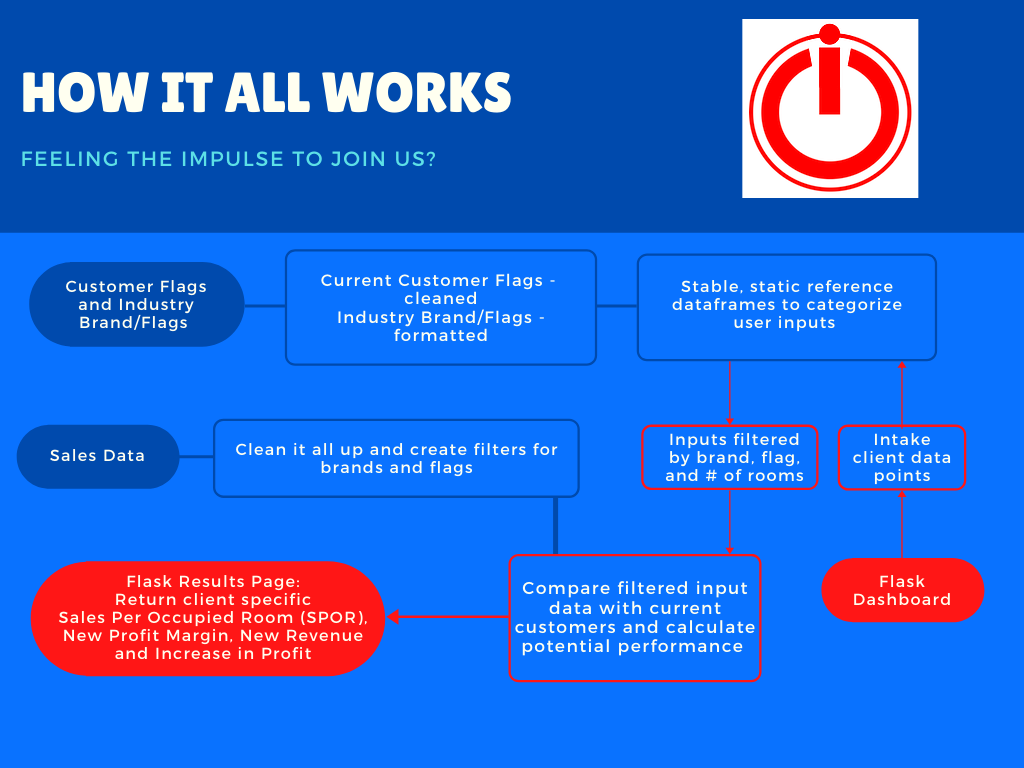 HOW IT ALL WORKS
FEELING THE IMPULSE TO JOIN US?
Customer Flags
and Industry
Brand/Flags
Current Customer Flags -
cleaned
Industry Brand/Flags -
formatted
Stable, static reference
dataframes to categorize
user inputs
Sales Data
Clean it all up and create filters for
brands and flags
Inputs filtered
by brand, flag,
and # of rooms
Intake
client data
points
Flask Results Page:
Return client specific
Sales Per Occupied Room (SPOR),
New Profit Margin, New Revenue
and Increase in Profit
Compare filtered input
data with current
customers and calculate
potential performance
Flask
Dashboard